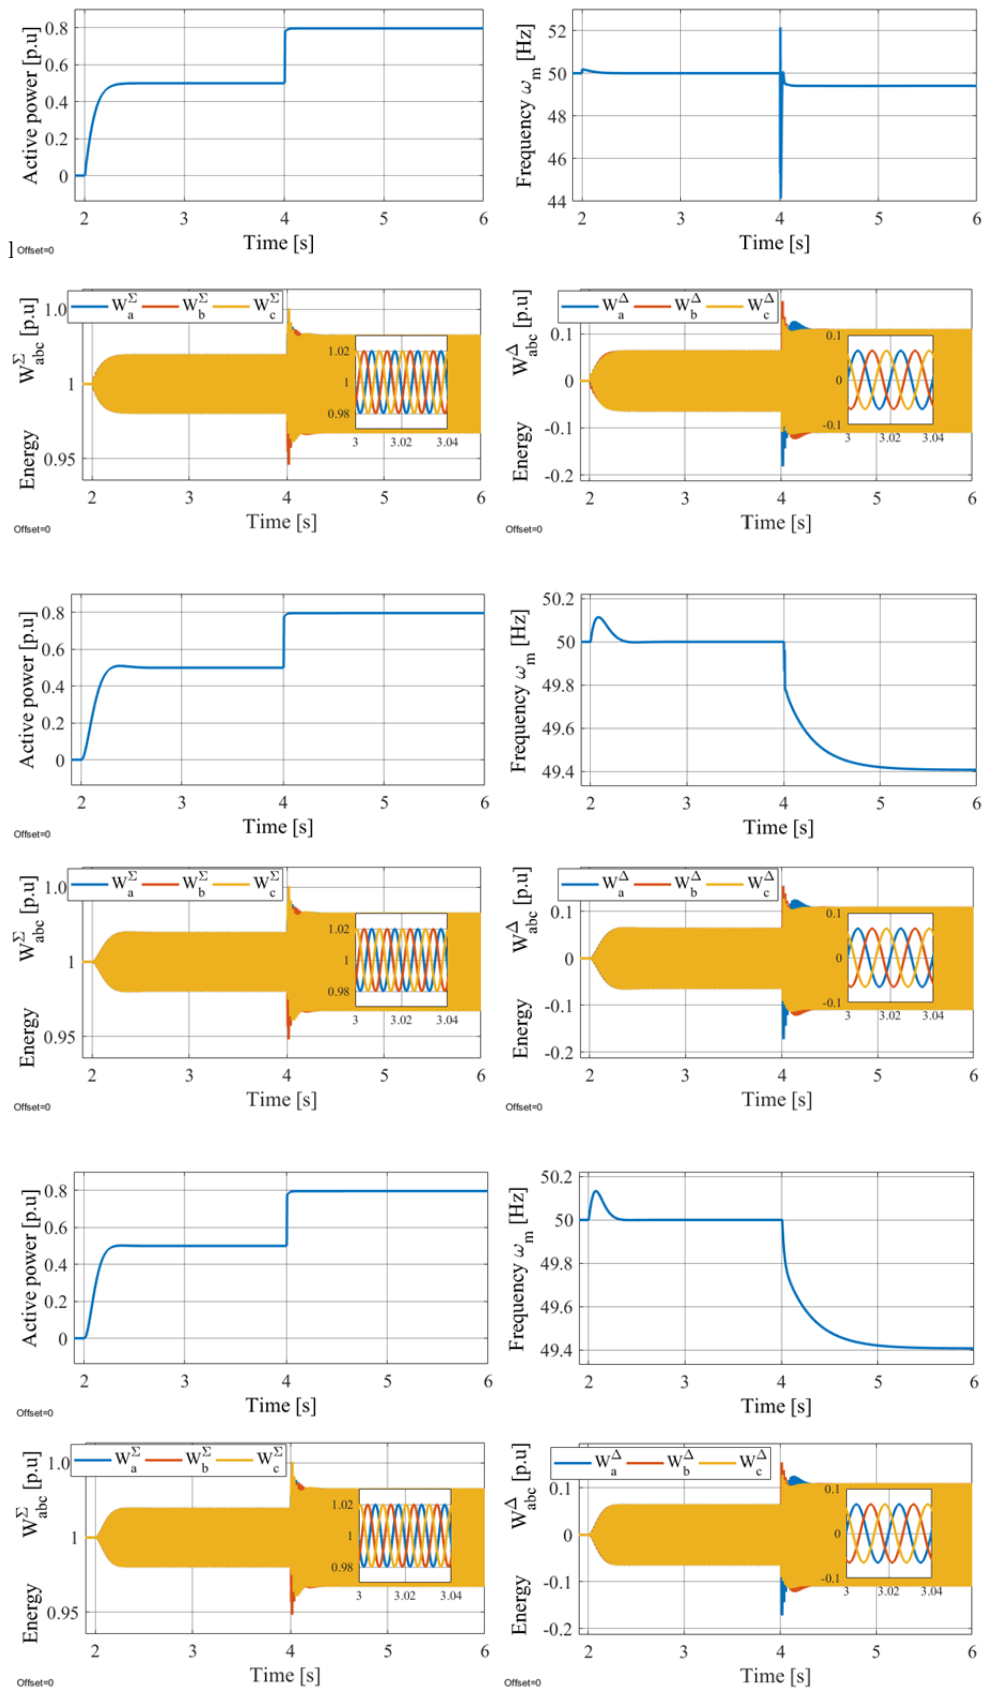 Active power [p.u]
0.8
0.6
0.4
0.2
0
2 3 4 5 6
Time [s]
Offset=0
Frequency ω_m [Hz]
52
50
48
46
44
2 3 4 5 6
Time [s]
Energy W_abc^Σ [p.u]
W_a^Σ W_b^Σ W_c^Σ
1.0
1
0.95
1.02
1
0.98
3 3.02 3.04
2 3 4 5 6
Time [s]
Offset=0
Energy W_abc^Δ [p.u]
W_a^Δ W_b^Δ W_c^Δ
0.1
0
-0.1
-0.2
0.1
0
-0.1
3 3.02 3.04
2 3 4 5 6
Time [s]
Offset=0
Active power [p.u]
0.8
0.6
0.4
0.2
0
2 3 4 5 6
Time [s]
Offset=0
Frequency ω_m [Hz]
50.2
50
49.8
49.6
49.4
2 3 4 5 6
Time [s]
Energy W_abc^Σ [p.u]
W_a^Σ W_b^Σ W_c^Σ
1.0
1
0.95
1.02
1
0.98
3 3.02 3.04
2 3 4 5 6
Time [s]
Offset=0
Energy W_abc^Δ [p.u]
W_a^Δ W_b^Δ W_c^Δ
0.1
0
-0.1
-0.2
0.1
0
-0.1
3 3.02 3.04
2 3 4 5 6
Time [s]
Offset=0
Active power [p.u]
0.8
0.6
0.4
0.2
0
2 3 4 5 6
Time [s]
Offset=0
Frequency ω_m [Hz]
50.2
50
49.8
49.6
49.4
2 3 4 5 6
Time [s]
Energy W_abc^Σ [p.u]
W_a^Σ W_b^Σ W_c^Σ
1.0
1
0.95
1.02
1
0.98
3 3.02 3.04
2 3 4 5 6
Time [s]
Offset=0
Energy W_abc^Δ [p.u]
W_a^Δ W_b^Δ W_c^Δ
0.1
0
-0.1
-0.2
0.1
0
-0.1
3 3.02 3.04
2 3 4 5 6
Time [s]
Offset=0